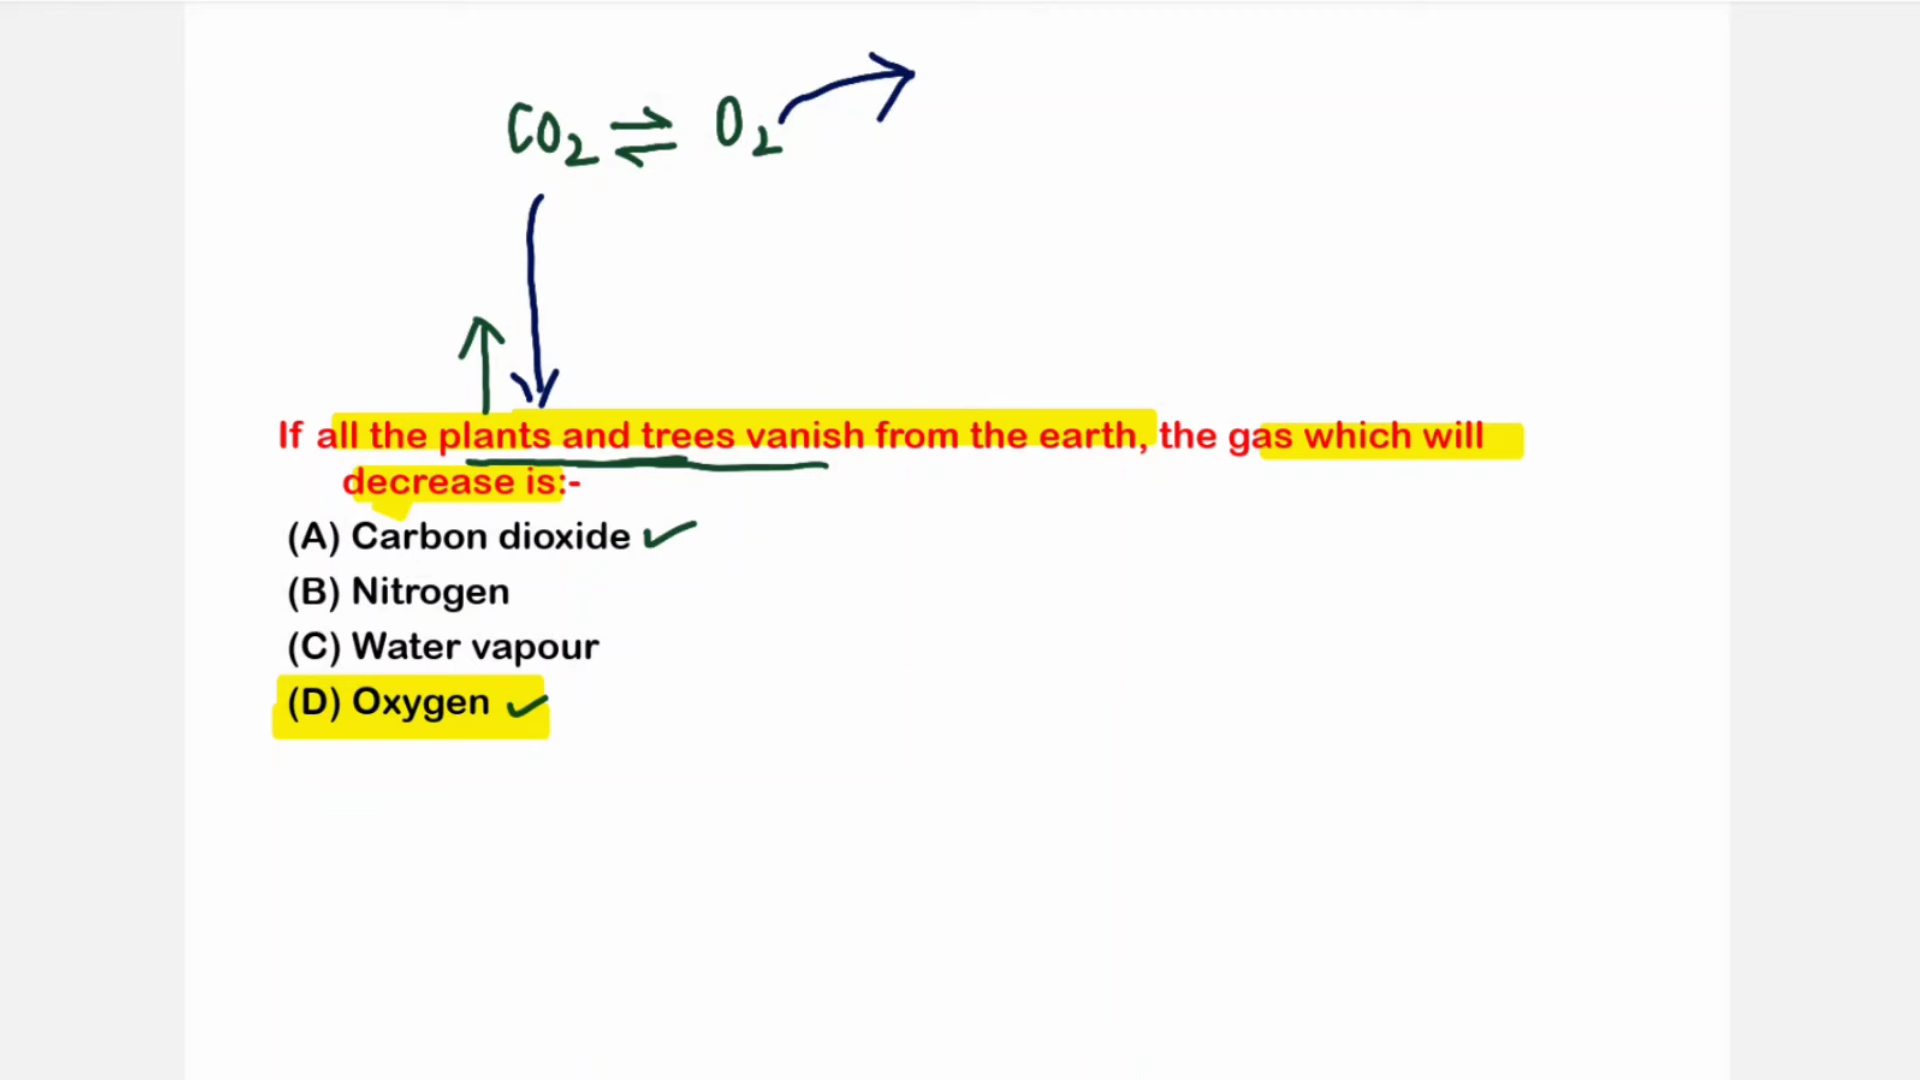 CO₂ ⇌ O₂
If all the plants and trees vanish from the earth, the gas which will
decrease is:-
(A) Carbon dioxide ✓
(B) Nitrogen
(C) Water vapour
(D) Oxygen ✓